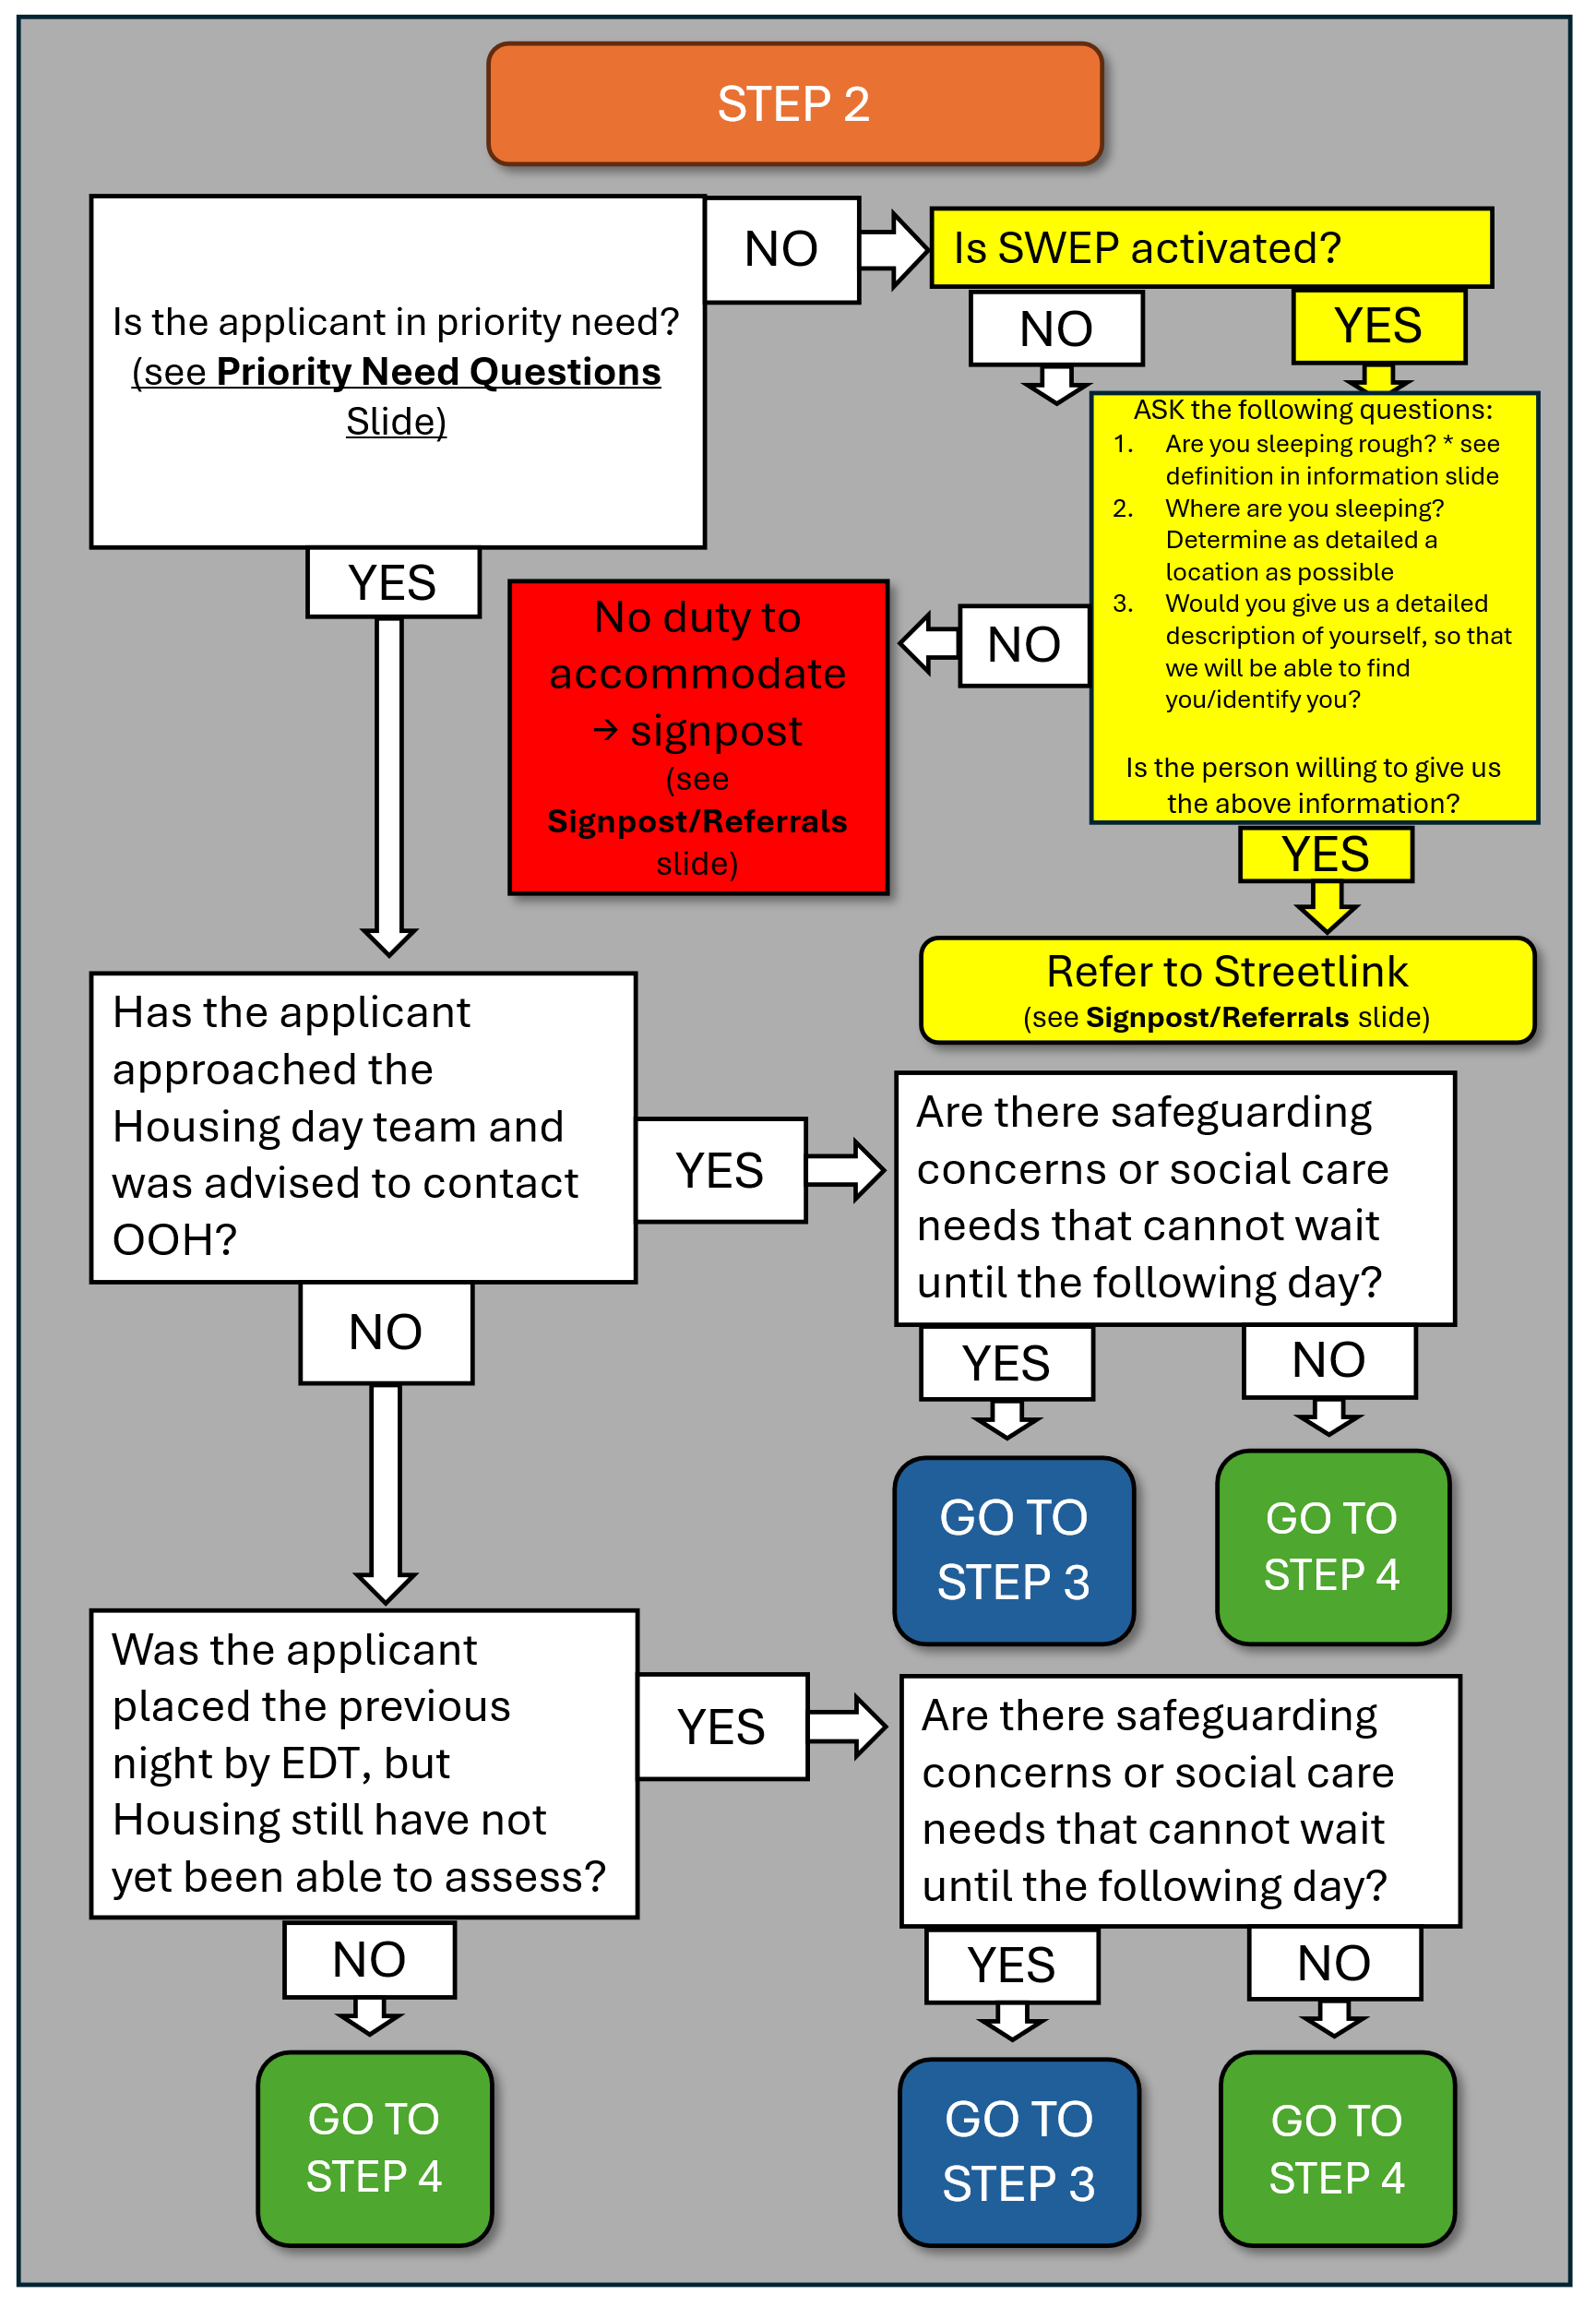 STEP 2
Is the applicant in priority need?
(see Priority Need Questions
Slide)
NO
Is SWEP activated?
NO
YES
ASK the following questions:
1. Are you sleeping rough? * see
definition in information slide
2. Where are you sleeping?
Determine as detailed a
location as possible
3. Would you give us a detailed
description of yourself, so that
we will be able to find
you/identify you?
Is the person willing to give us
the above information?
YES
NO
No duty to
accommodate
→ signpost
(see
Signpost/Referrals
slide)
YES
Refer to Streetlink
(see Signpost/Referrals slide)
Has the applicant
approached the
Housing day team and
was advised to contact
OOH?
YES
Are there safeguarding
concerns or social care
needs that cannot wait
until the following day?
NO
YES
NO
GO TO
STEP 3
GO TO
STEP 4
Was the applicant
placed the previous
night by EDT, but
Housing still have not
yet been able to assess?
YES
Are there safeguarding
concerns or social care
needs that cannot wait
until the following day?
NO
YES
NO
GO TO
STEP 4
GO TO
STEP 3
GO TO
STEP 4